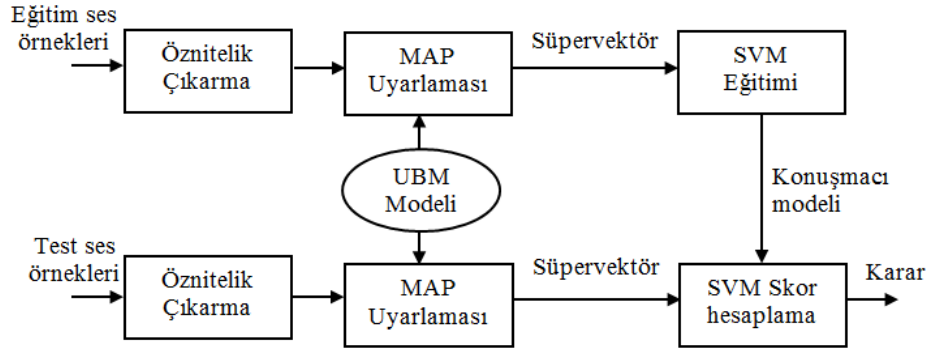 Eğitim ses
örnekleri
Öznitelik
Çıkarma
MAP
Uyarlaması
Süpervektör
SVM
Eğitimi
UBM
Modeli
Konuşmacı
modeli
Test ses
örnekleri
Öznitelik
Çıkarma
MAP
Uyarlaması
Süpervektör
SVM Skor
hesaplama
Karar